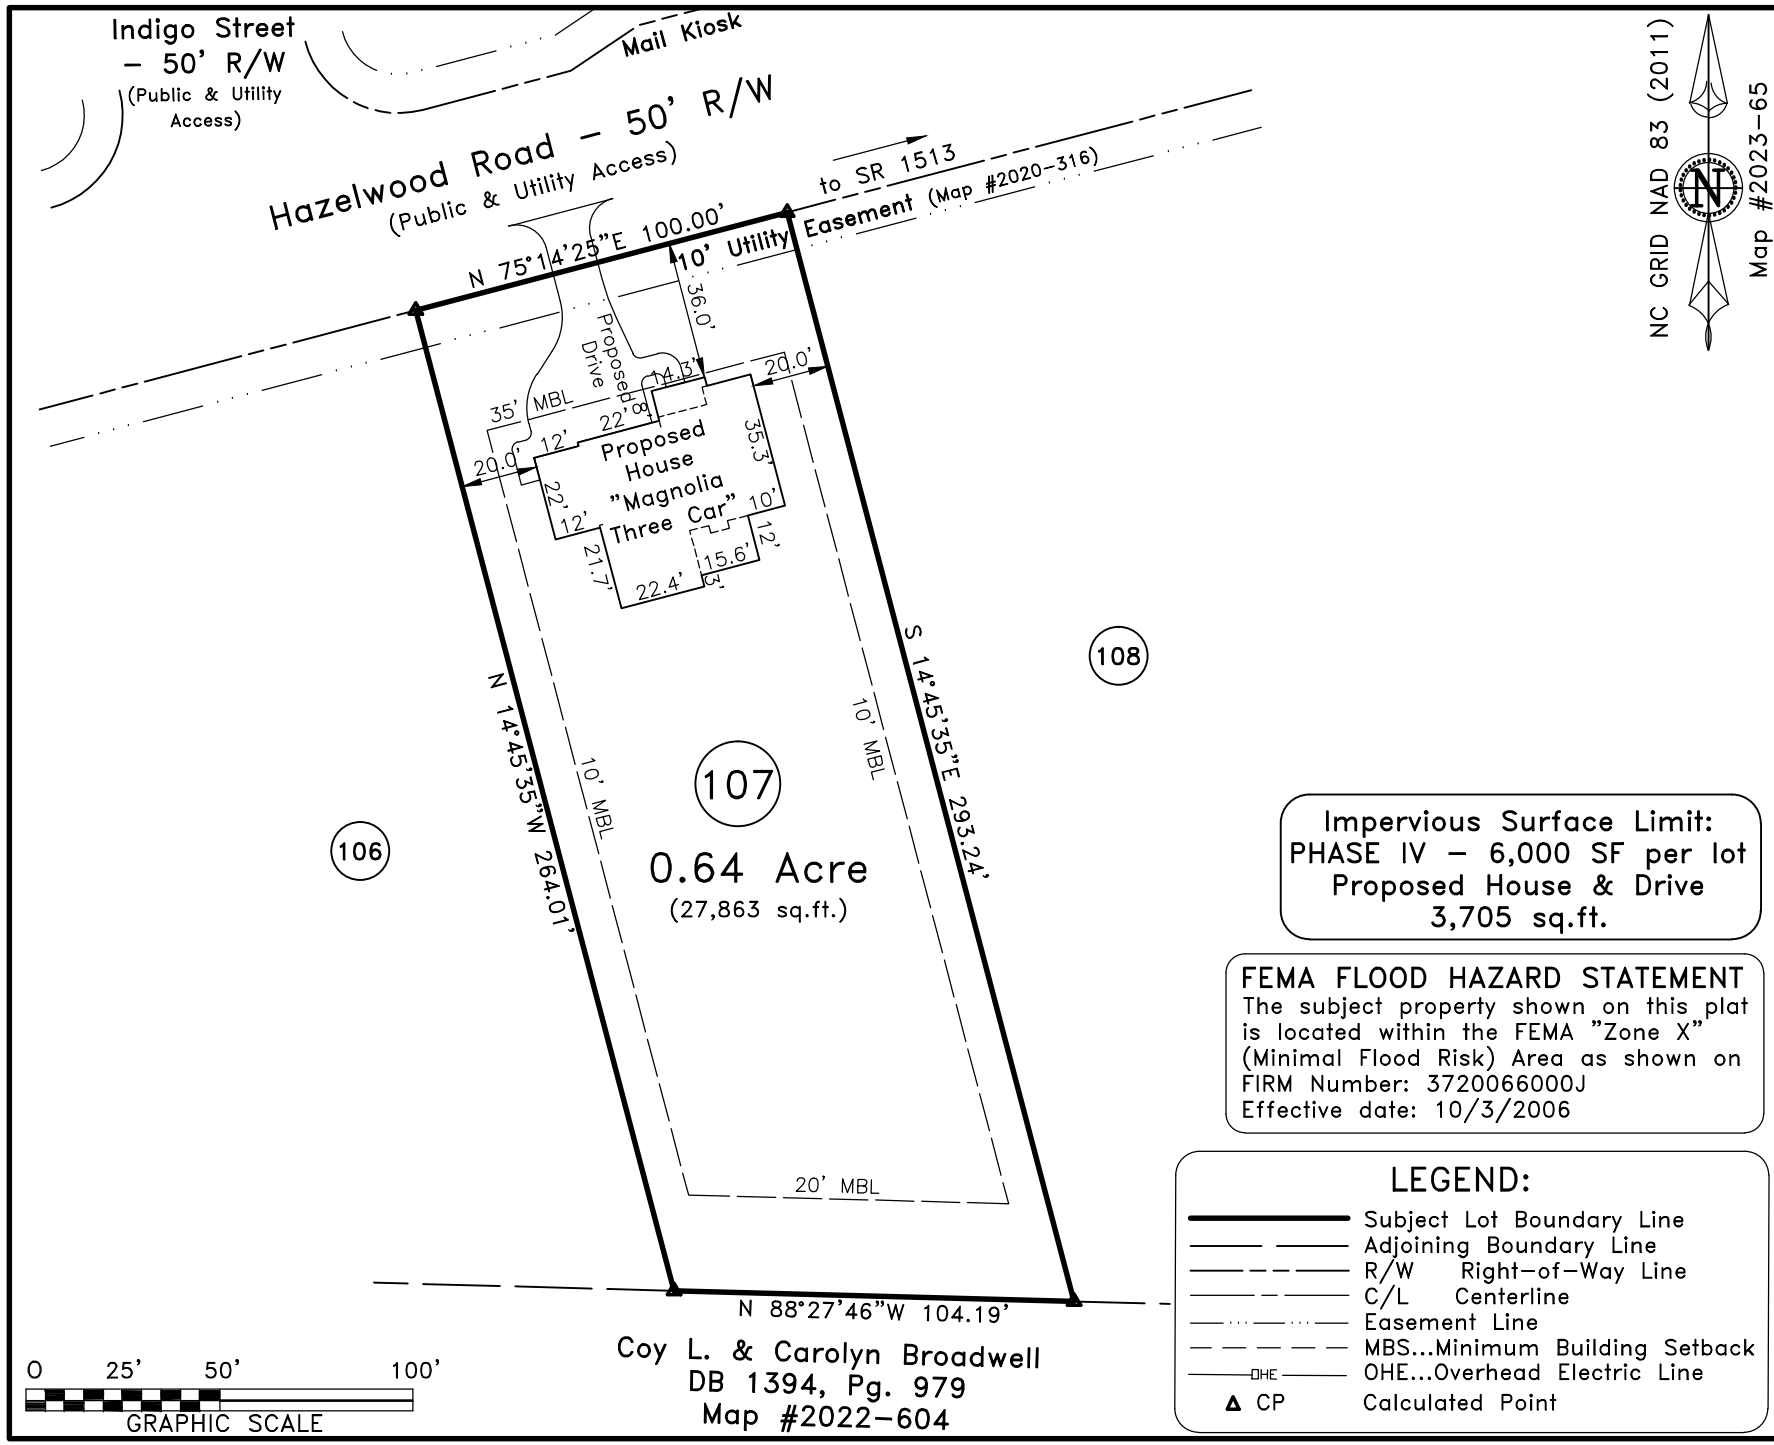 Indigo Street
- 50' R/W
(Public & Utility
Access)
Mail Kiosk
Hazelwood Road - 50' R/W
(Public & Utility Access)
to SR 1513
N 75°14'25"E 100.00'
10' Utility Easement (Map #2020-316)
NC GRID NAD 83 (2011)
N
Map #2023-65
36.0'
Proposed
Drive
35' MBL
14.3'
20.0'
8'
22'
12'
20.0'
Proposed
House
"Magnolia
Three Car"
35.3'
22'
12'
10'
12'
21.7'
15.6'
3'
22.4'
N 14°45'35"W 264.01'
S 14°45'35"E 293.24'
10' MBL
10' MBL
106
107
108
0.64 Acre
(27,863 sq.ft.)
20' MBL
N 88°27'46"W 104.19'
Coy L. & Carolyn Broadwell
DB 1394, Pg. 979
Map #2022-604
0 25' 50' 100'
GRAPHIC SCALE
Impervious Surface Limit:
PHASE IV - 6,000 SF per lot
Proposed House & Drive
3,705 sq.ft.
FEMA FLOOD HAZARD STATEMENT
The subject property shown on this plat
is located within the FEMA "Zone X"
(Minimal Flood Risk) Area as shown on
FIRM Number: 3720066000J
Effective date: 10/3/2006
LEGEND:
Subject Lot Boundary Line
Adjoining Boundary Line
R/W Right-of-Way Line
C/L Centerline
Easement Line
MBS...Minimum Building Setback
OHE OHE...Overhead Electric Line
CP Calculated Point